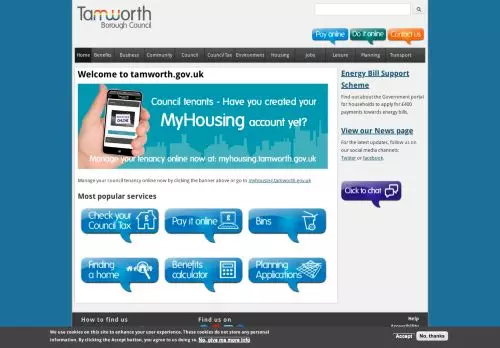 Tamworth
Borough Council
Pay online
Do it online
Contact us
Home Benefits Business Community Council Council Tax Environment Housing Jobs Leisure Planning Transport
Welcome to tamworth.gov.uk
Council tenants - Have you created your
MyHousing account yet?
Manage your tenancy online now at: myhousing.tamworth.gov.uk
Manage your council tenancy online now by clicking the banner above or go to myhousing.tamworth.gov.uk
Most popular services
Check your
Council Tax
Pay it online
Bins
Finding
a home
Benefits
calculator
Planning
Applications
Energy Bill Support
Scheme
Find out about the Government portal
for households to apply for £400
payments towards energy bills.
View our News page
For the latest updates, follow us on
our social media channels:
Twitter or facebook.
Click to chat
How to find us
Find us on
Help
Accessibility
We use cookies on this site to enhance your user experience. These cookies do not store any personal
information. By clicking the Accept button, you agree to us doing so. No, give me more info
Accept
No, thanks